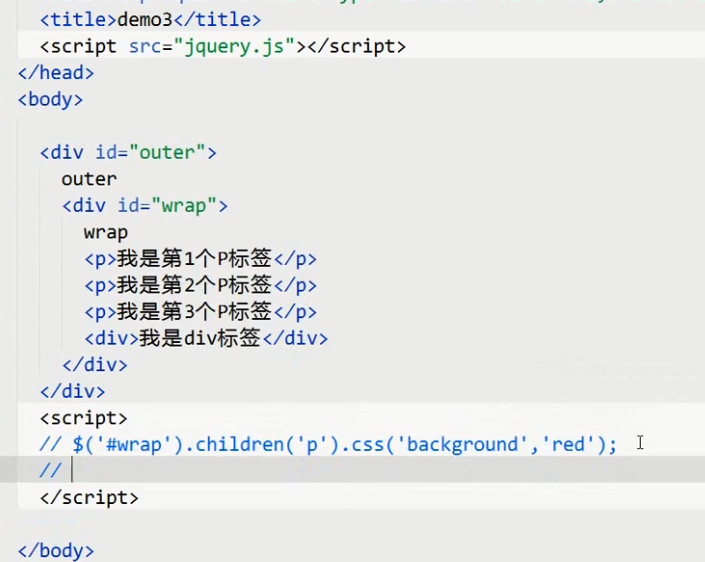 <title>demo3</title>
<script src="jquery.js"></script>
</head>
<body>
<div id="outer">
outer
<div id="wrap">
wrap
<p>我是第1个P标签</p>
<p>我是第2个P标签</p>
<p>我是第3个P标签</p>
<div>我是div标签</div>
</div>
</div>
<script>
// $('#wrap').children('p').css('background','red');
//
</script>
</body>